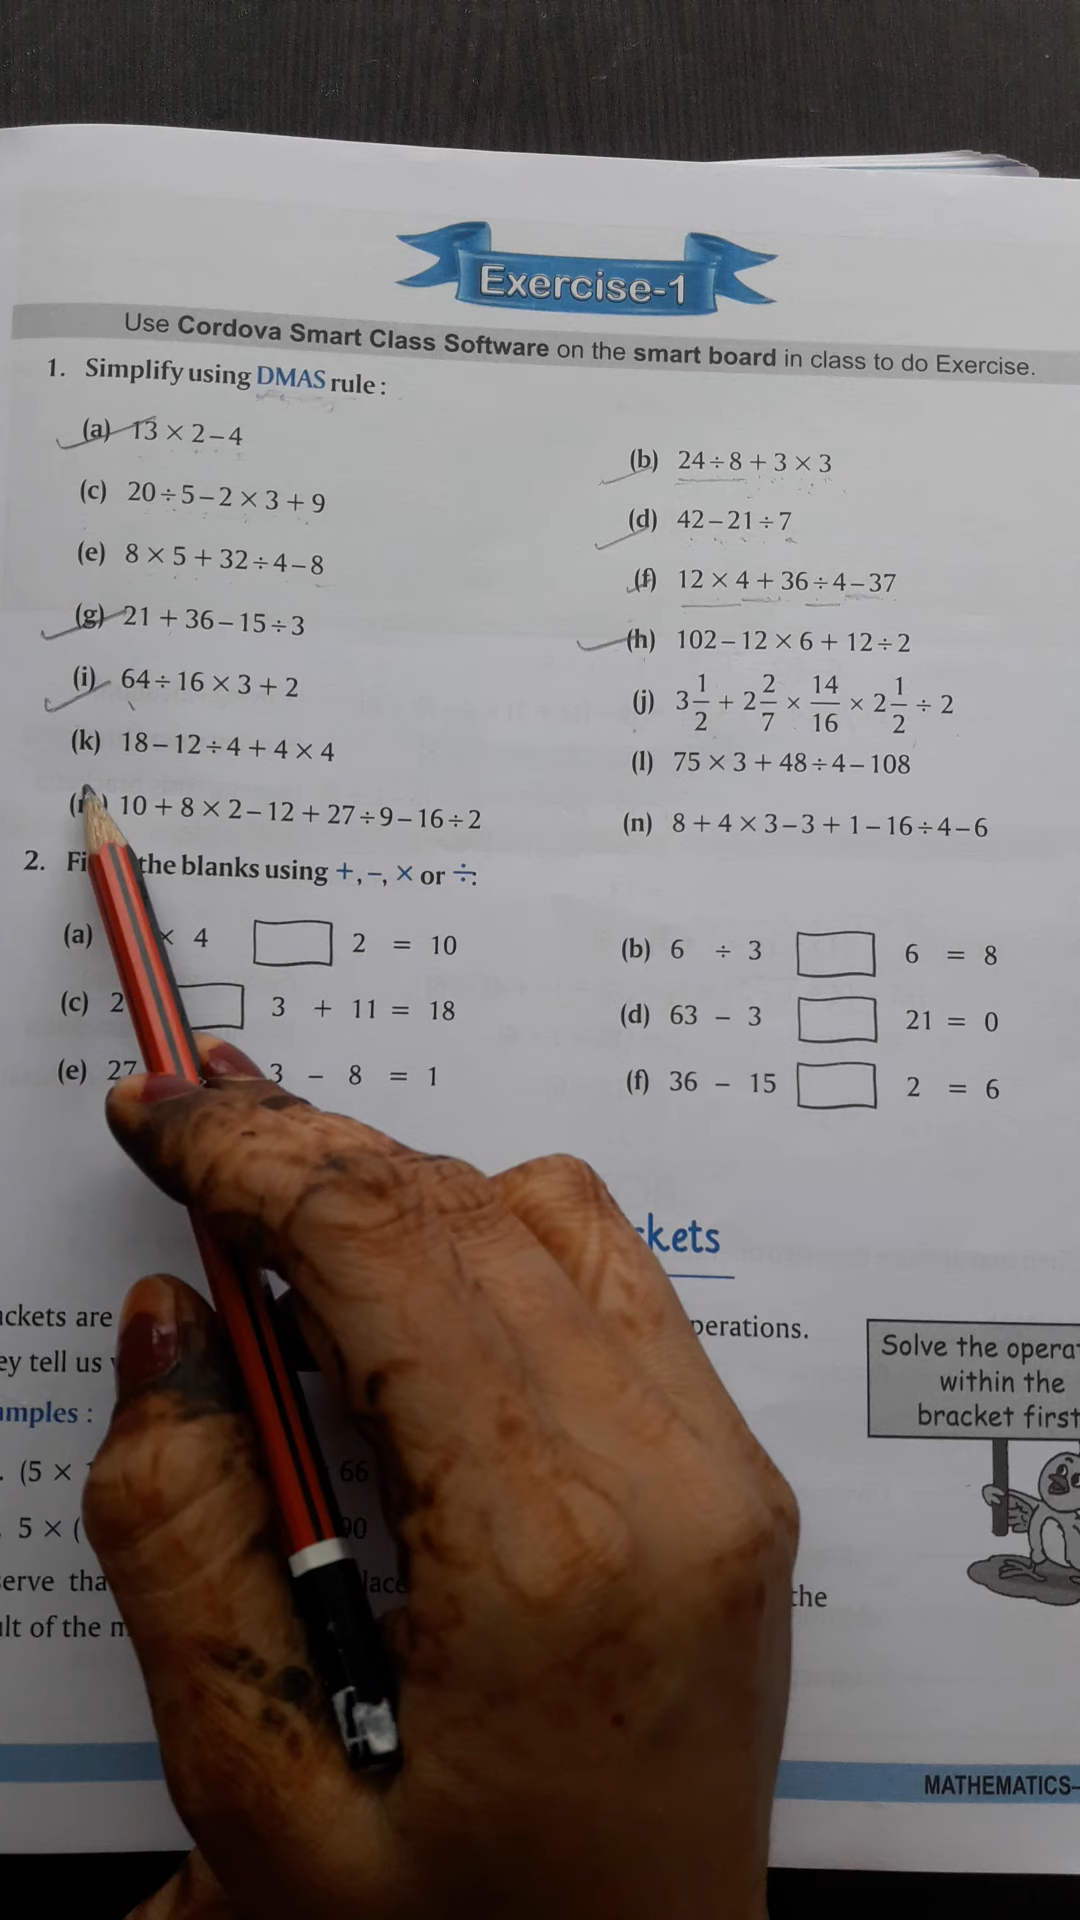 Exercise-1
Use Cordova Smart Class Software on the smart board in class to do Exercise.
1. Simplify using DMAS rule :
(a) 13 × 2 – 4
(b) 24 ÷ 8 + 3 × 3
(c) 20 ÷ 5 – 2 × 3 + 9
(d) 42 – 21 ÷ 7
(e) 8 × 5 + 32 ÷ 4 – 8
(f) 12 × 4 + 36 ÷ 4 – 37
(g) 21 + 36 – 15 ÷ 3
(h) 102 – 12 × 6 + 12 ÷ 2
(i) 64 ÷ 16 × 3 + 2
(j) 3 1/2 + 2 2/7 × 14/16 × 2 1/2 ÷ 2
(k) 18 – 12 ÷ 4 + 4 × 4
(l) 75 × 3 + 48 ÷ 4 – 108
10 + 8 × 2 – 12 + 27 ÷ 9 – 16 ÷ 2
(n) 8 + 4 × 3 – 3 + 1 – 16 ÷ 4 – 6
2. the blanks using +, –, × or ÷:
(a) × 4 2 = 10
(b) 6 ÷ 3 6 = 8
(c) 2 3 + 11 = 18
(d) 63 – 3 21 = 0
(e) 27 3 – 8 = 1
(f) 36 – 15 2 = 6
kets
ckets are perations.
ey tell us
amples :
(5 × 66
5 × ( 90
erve tha lace the
ult of the m
Solve the opera
within the
bracket first
MATHEMATICS–